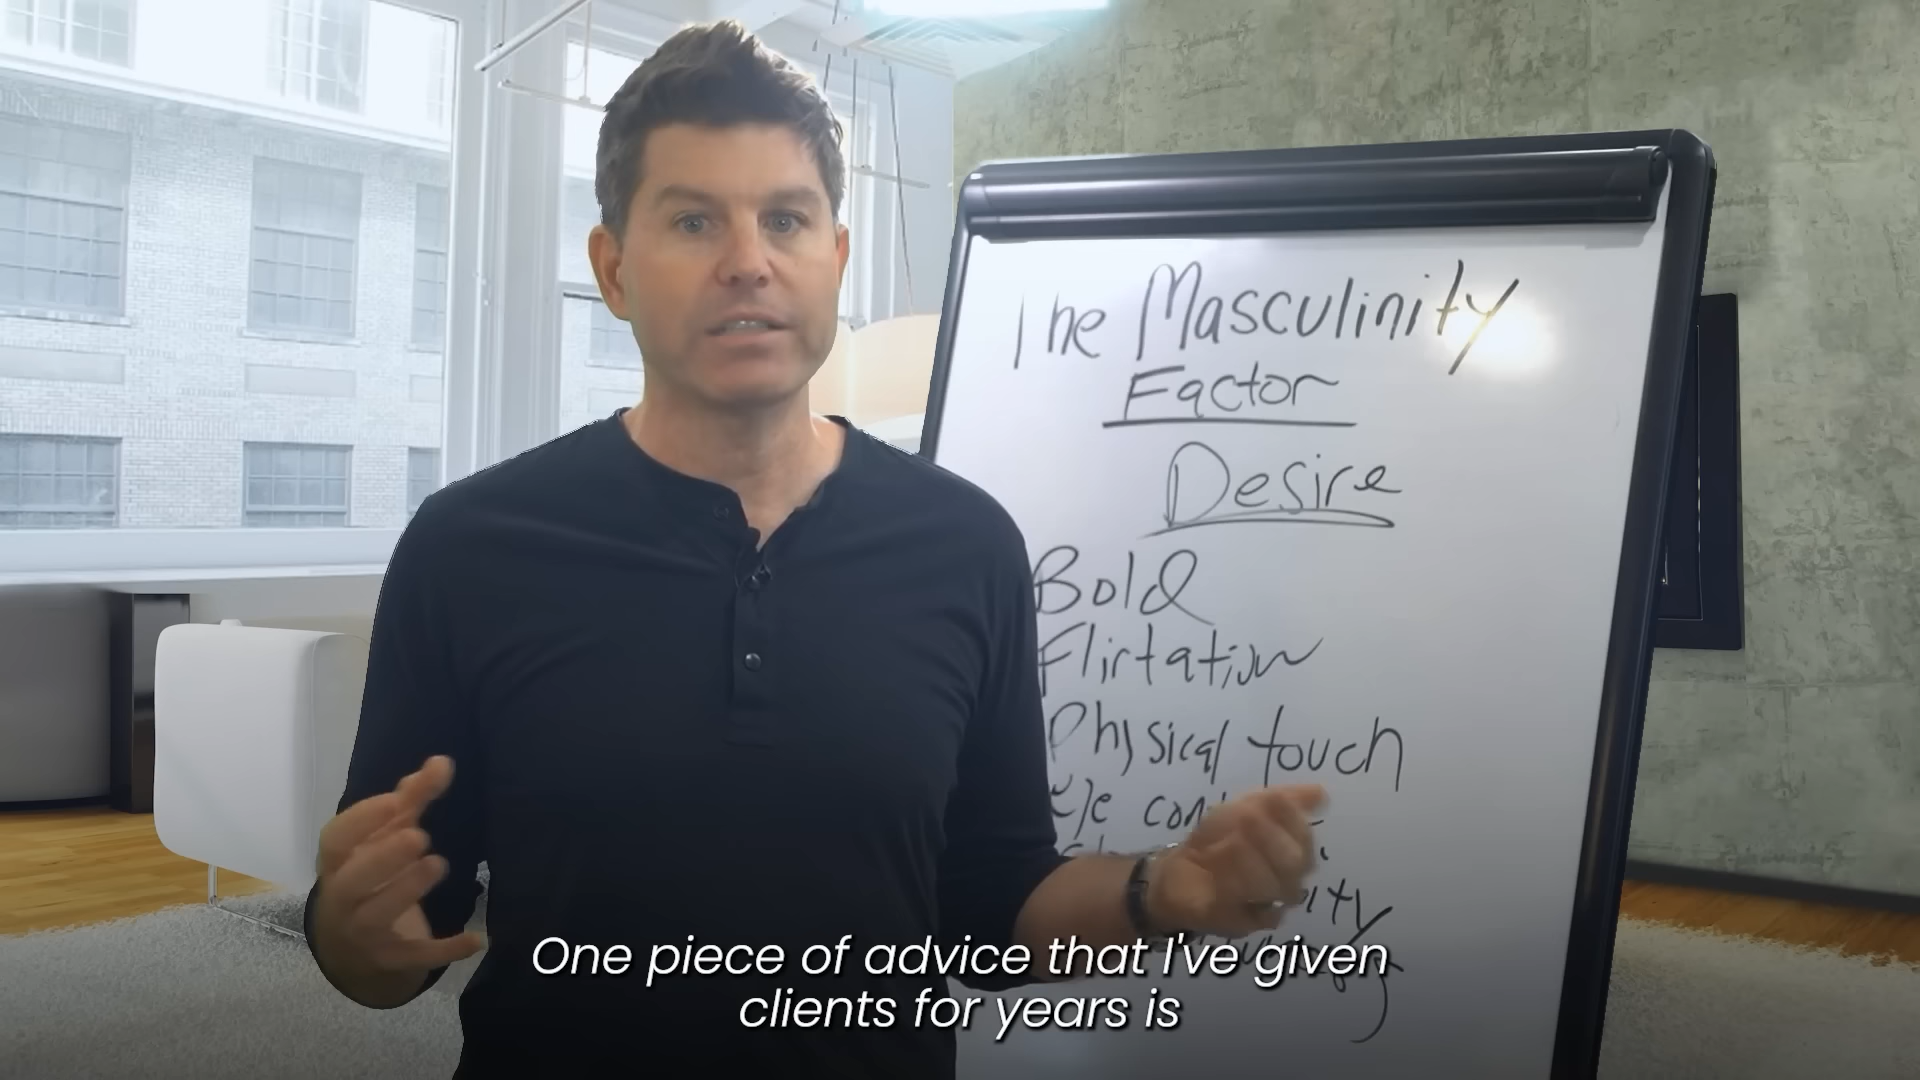 The Masculinity
Factor
Desire
Bold
Flirtation
Physical touch
One piece of advice that I've given
clients for years is